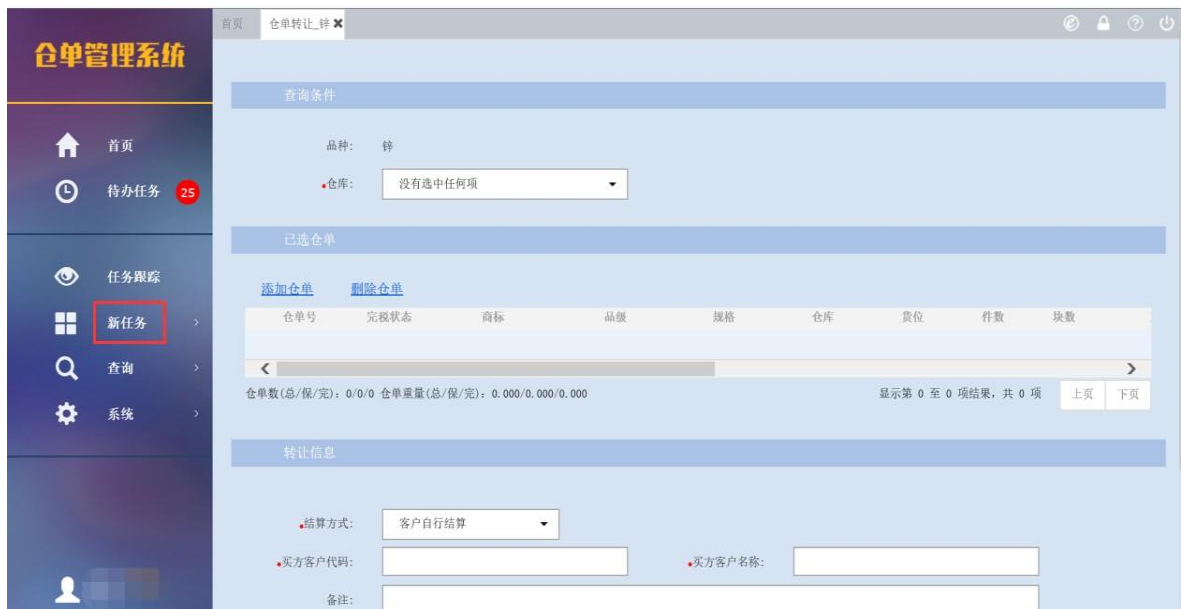 首页 仓单转让_锌
仓单管理系统
查询条件
首页
品种: 锌
待办任务 25
仓库: 没有选中任何项
已选仓单
任务跟踪
添加仓单 删除仓单
新任务
仓单号 完税状态 商标 品级 规格 仓库 货位 件数 块数
查询
仓单数(总/保/完): 0/0/0 仓单重量(总/保/完): 0.000/0.000/0.000 显示第 0 至 0 项结果, 共 0 项 上页 下页
系统
转让信息
结算方式: 客户自行结算
买方客户代码: 买方客户名称:
备注: